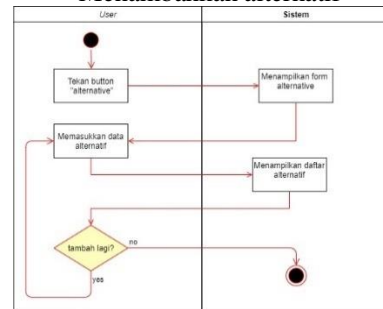 Menambahkan alternatif
User
Sistem
Tekan button
"alternative"
Menampilkan form
alternative
Memasukkan data
alternatif
Menampilkan daftar
alternatif
tambah lagi?
no
yes